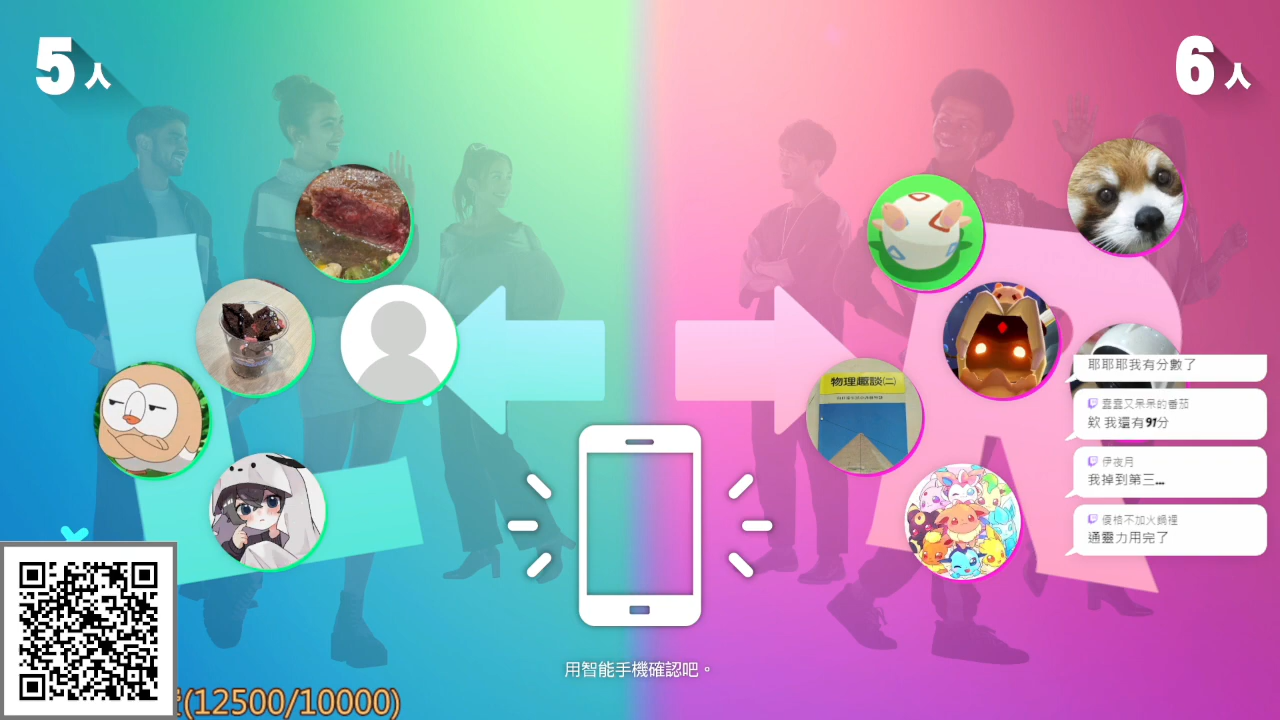 5人
6人
L
R
物理趣談(二)
耶耶耶我有分數了
蠢蠢又呆呆的番茄
欸 我還有91分
伊夜月
我掉到第三...
優格不加火鍋裡
通靈力用完了
用智能手機確認吧。
(12500/10000)